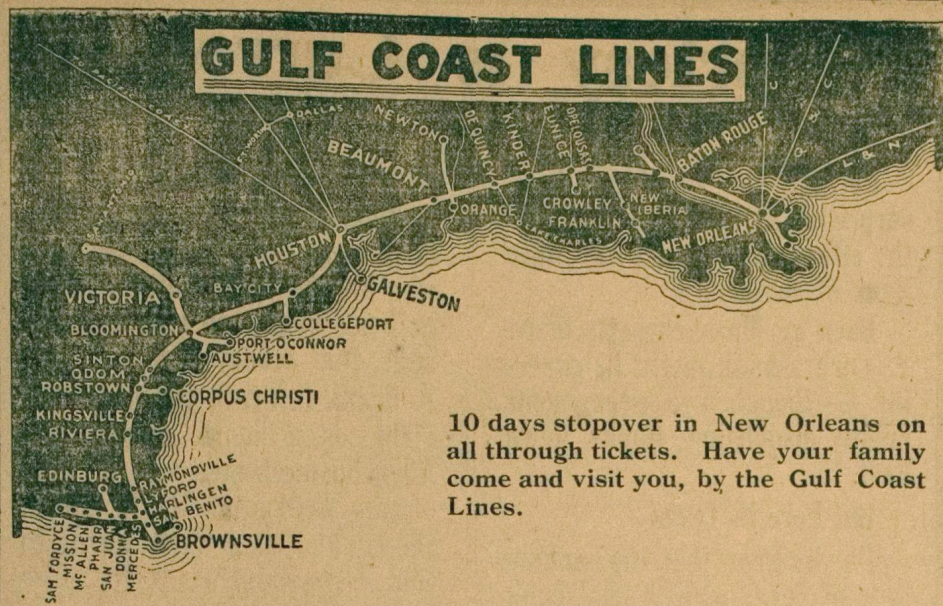 GULF COAST LINES
DALLAS
NEWTON
DE QUINCY
KINDER
EUNICE
OPELOUSAS
BATON ROUGE
L. & N.
BEAUMONT
ORANGE
CROWLEY
NEW IBERIA
FRANKLIN
LAKE CHARLES
NEW ORLEANS
HOUSTON
GALVESTON
BAY CITY
VICTORIA
COLLEGEPORT
BLOOMINGTON
PORT O'CONNOR
AUSTWELL
SINTON
ODOM
ROBSTOWN
CORPUS CHRISTI
KINGSVILLE
RIVIERA
EDINBURG
RAYMONDVILLE
LYFORD
HARLINGEN
SAN BENITO
BROWNSVILLE
SAM FORDYCE
MISSION
Mc ALLEN
PHARR
SAN JUAN
DONNA
MERCEDES
10 days stopover in New Orleans on
all through tickets. Have your family
come and visit you, by the Gulf Coast
Lines.